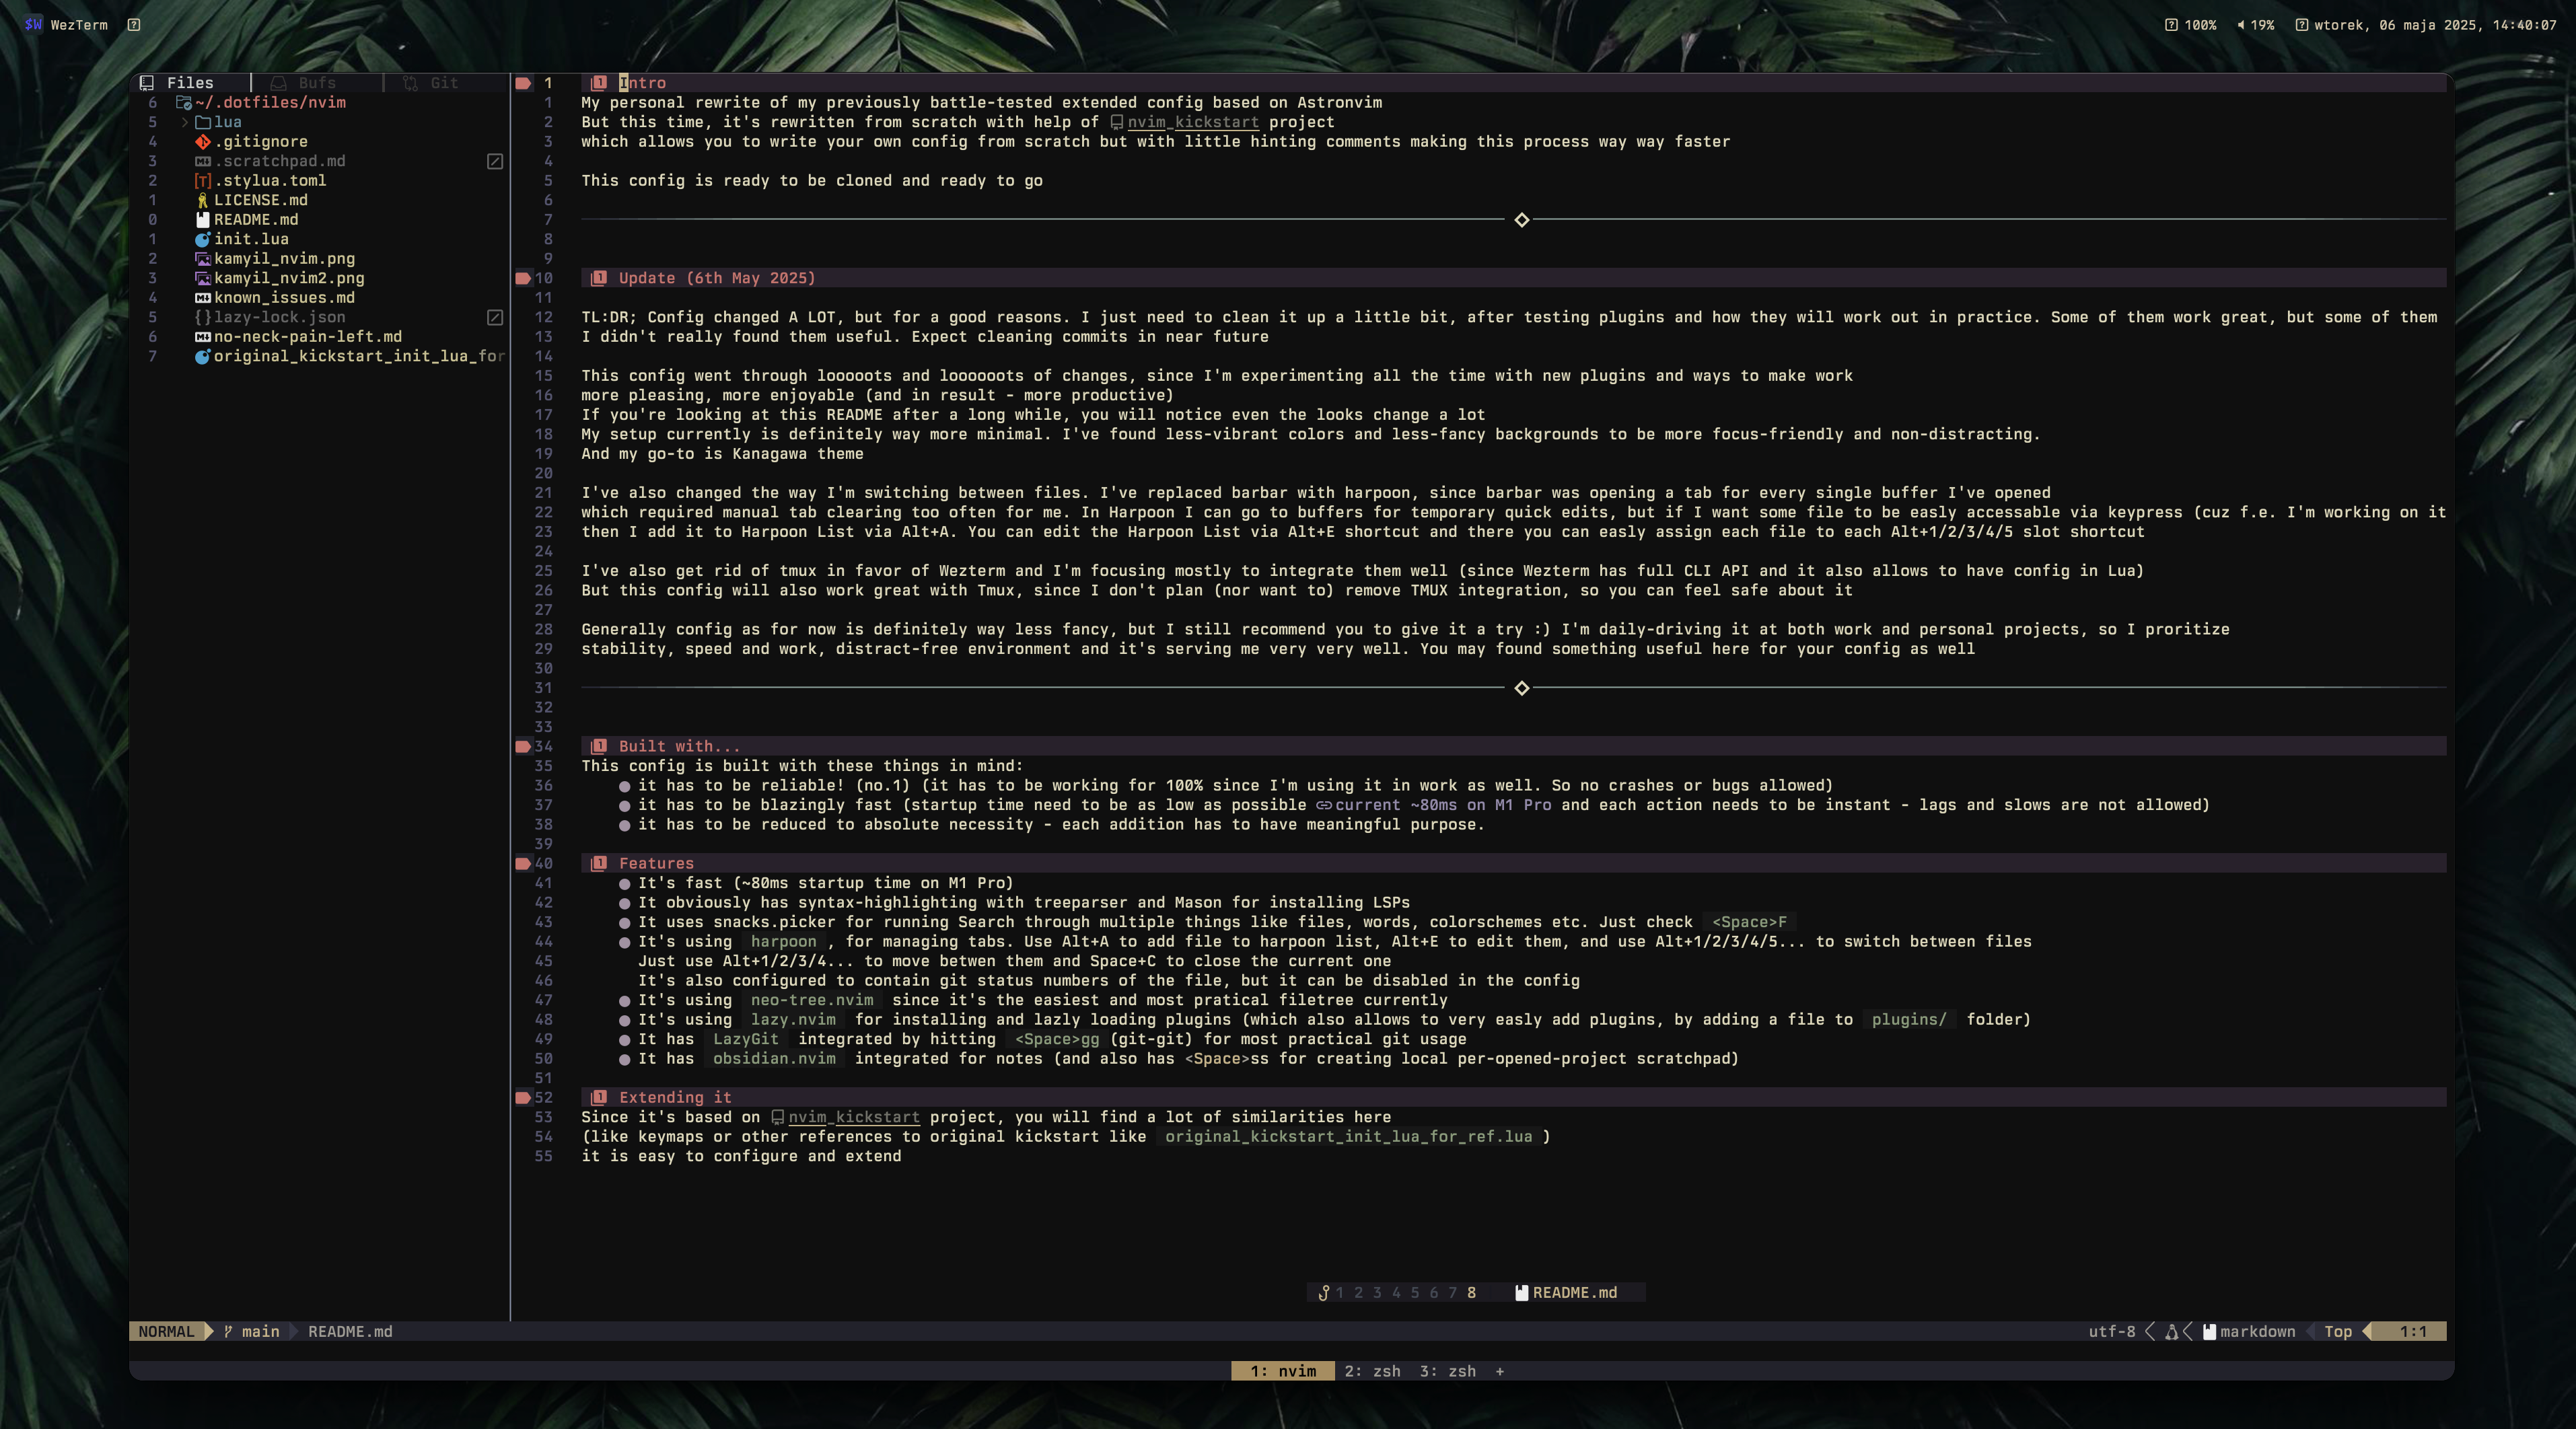 $W WezTerm ?
? 100% 19% ? wtorek, 06 maja 2025, 14:40:07
Files Bufs Git
6 ~/.dotfiles/nvim
5 > lua
4 .gitignore
3 .scratchpad.md
2 [T] .stylua.toml
1 LICENSE.md
0 README.md
1 init.lua
2 kamyil_nvim.png
3 kamyil_nvim2.png
4 known_issues.md
5 {} lazy-lock.json
6 no-neck-pain-left.md
7 original_kickstart_init_lua_for
1 Intro
1 My personal rewrite of my previously battle-tested extended config based on Astronvim
2 But this time, it's rewritten from scratch with help of nvim_kickstart project
3 which allows you to write your own config from scratch but with little hinting comments making this process way way faster
4
5 This config is ready to be cloned and ready to go
6
7
8
9
10 Update (6th May 2025)
11
12 TL:DR; Config changed A LOT, but for a good reasons. I just need to clean it up a little bit, after testing plugins and how they will work out in practice. Some of them work great, but some of them
13 I didn't really found them useful. Expect cleaning commits in near future
14
15 This config went through looooots and loooooots of changes, since I'm experimenting all the time with new plugins and ways to make work
16 more pleasing, more enjoyable (and in result - more productive)
17 If you're looking at this README after a long while, you will notice even the looks change a lot
18 My setup currently is definitely way more minimal. I've found less-vibrant colors and less-fancy backgrounds to be more focus-friendly and non-distracting.
19 And my go-to is Kanagawa theme
20
21 I've also changed the way I'm switching between files. I've replaced barbar with harpoon, since barbar was opening a tab for every single buffer I've opened
22 which required manual tab clearing too often for me. In Harpoon I can go to buffers for temporary quick edits, but if I want some file to be easly accessable via keypress (cuz f.e. I'm working on it
23 then I add it to Harpoon List via Alt+A. You can edit the Harpoon List via Alt+E shortcut and there you can easly assign each file to each Alt+1/2/3/4/5 slot shortcut
24
25 I've also get rid of tmux in favor of Wezterm and I'm focusing mostly to integrate them well (since Wezterm has full CLI API and it also allows to have config in Lua)
26 But this config will also work great with Tmux, since I don't plan (nor want to) remove TMUX integration, so you can feel safe about it
27
28 Generally config as for now is definitely way less fancy, but I still recommend you to give it a try :) I'm daily-driving it at both work and personal projects, so I proritize
29 stability, speed and work, distract-free environment and it's serving me very very well. You may found something useful here for your config as well
30
31
32
33
34 Built with...
35 This config is built with these things in mind:
36 ● it has to be reliable! (no.1) (it has to be working for 100% since I'm using it in work as well. So no crashes or bugs allowed)
37 ● it has to be blazingly fast (startup time need to be as low as possible current ~80ms on M1 Pro and each action needs to be instant - lags and slows are not allowed)
38 ● it has to be reduced to absolute necessity - each addition has to have meaningful purpose.
39
40 Features
41 ● It's fast (~80ms startup time on M1 Pro)
42 ● It obviously has syntax-highlighting with treeparser and Mason for installing LSPs
43 ● It uses snacks.picker for running Search through multiple things like files, words, colorschemes etc. Just check <Space>F
44 ● It's using harpoon , for managing tabs. Use Alt+A to add file to harpoon list, Alt+E to edit them, and use Alt+1/2/3/4/5... to switch between files
45 Just use Alt+1/2/3/4... to move betwen them and Space+C to close the current one
46 It's also configured to contain git status numbers of the file, but it can be disabled in the config
47 ● It's using neo-tree.nvim since it's the easiest and most pratical filetree currently
48 ● It's using lazy.nvim for installing and lazly loading plugins (which also allows to very easly add plugins, by adding a file to plugins/ folder)
49 ● It has LazyGit integrated by hitting <Space>gg (git-git) for most practical git usage
50 ● It has obsidian.nvim integrated for notes (and also has <Space>ss for creating local per-opened-project scratchpad)
51
52 Extending it
53 Since it's based on nvim_kickstart project, you will find a lot of similarities here
54 (like keymaps or other references to original kickstart like original_kickstart_init_lua_for_ref.lua )
55 it is easy to configure and extend
1 2 3 4 5 6 7 8 README.md
NORMAL main README.md
utf-8 markdown Top 1:1
1: nvim 2: zsh 3: zsh +